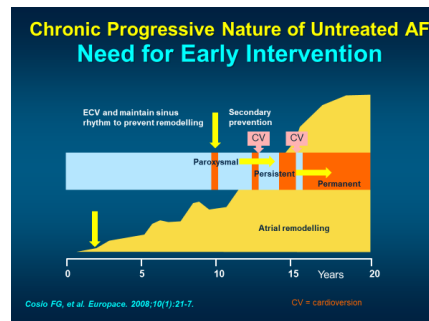 Chronic Progressive Nature of Untreated AF
Need for Early Intervention
ECV and maintain sinus
rhythm to prevent remodelling
Secondary
prevention
CV
CV
Paroxysmal
Persistent
Permanent
Atrial remodelling
0
5
10
15
Years
20
Cosio FG, et al. Europace. 2008;10(1):21-7.
CV = cardioversion